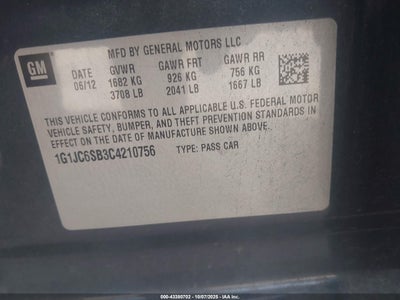 GM
MFD BY GENERAL MOTORS LLC
DATE GVWR GAWR FRT GAWR RR
06/12 1682 KG 926 KG 756 KG
3708 LB 2041 LB 1667 LB
THIS VEHICLE CONFORMS TO ALL APPLICABLE U.S. FEDERAL MOTOR
VEHICLE SAFETY, BUMPER, AND THEFT PREVENTION STANDARDS IN
EFFECT ON THE DATE OF MANUFACTURE SHOWN ABOVE.
1G1JC6SB3C4210756 TYPE: PASS CAR
000-43380702 - 10/07/2025 - IAAI.COM